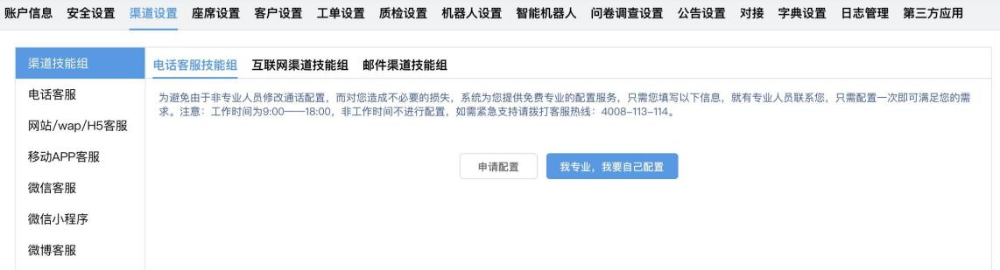 账户信息 安全设置 渠道设置 座席设置 客户设置 工单设置 质检设置 机器人设置 智能机器人 问卷调查设置 公告设置 对接 字典设置 日志管理 第三方应用
渠道技能组
电话客服
网站/wap/H5客服
移动APP客服
微信客服
微信小程序
微博客服
电话客服技能组 互联网渠道技能组 邮件渠道技能组
为避免由于非专业人员修改通话配置，而对您造成不必要的损失，系统为您提供免费专业的配置服务，只需您填写以下信息，就有专业人员联系您，只需配置一次即可满足您的需
求。注意：工作时间为9:00——18:00，非工作时间不进行配置，如需紧急支持请拨打客服热线：4008-113-114。
申请配置 我专业，我要自己配置